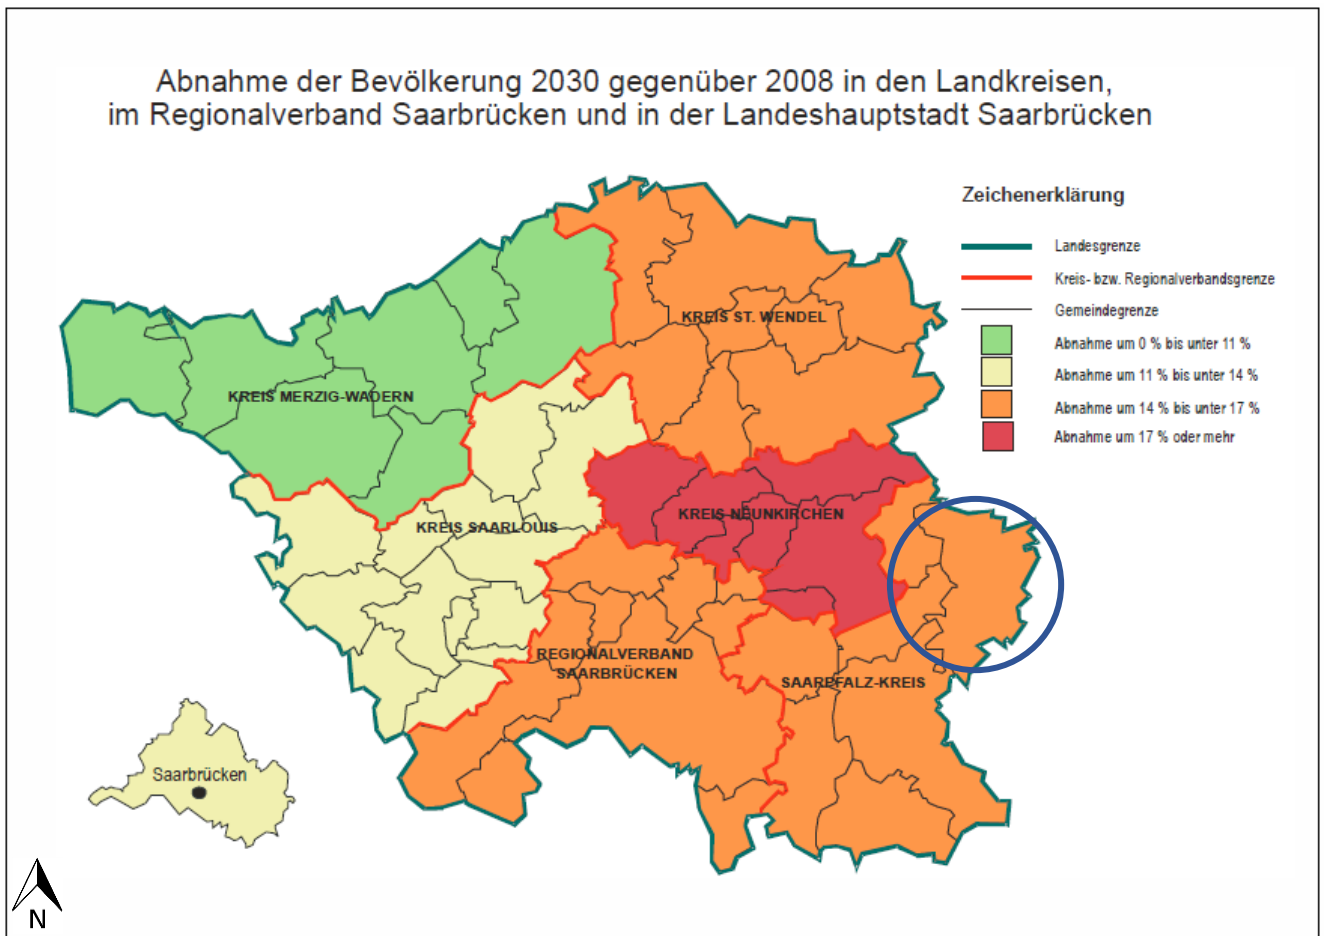 Abnahme der Bevölkerung 2030 gegenüber 2008 in den Landkreisen,
im Regionalverband Saarbrücken und in der Landeshauptstadt Saarbrücken
Zeichenerklärung
Landesgrenze
Kreis- bzw. Regionalverbandsgrenze
Gemeindegrenze
Abnahme um 0 % bis unter 11 %
Abnahme um 11 % bis unter 14 %
Abnahme um 14 % bis unter 17 %
Abnahme um 17 % oder mehr
KREIS ST. WENDEL
KREIS MERZIG-WADERN
KREIS NEUNKIRCHEN
KREIS SAARLOUIS
REGIONALVERBAND
SAARBRÜCKEN
SAARPFALZ-KREIS
Saarbrücken
N